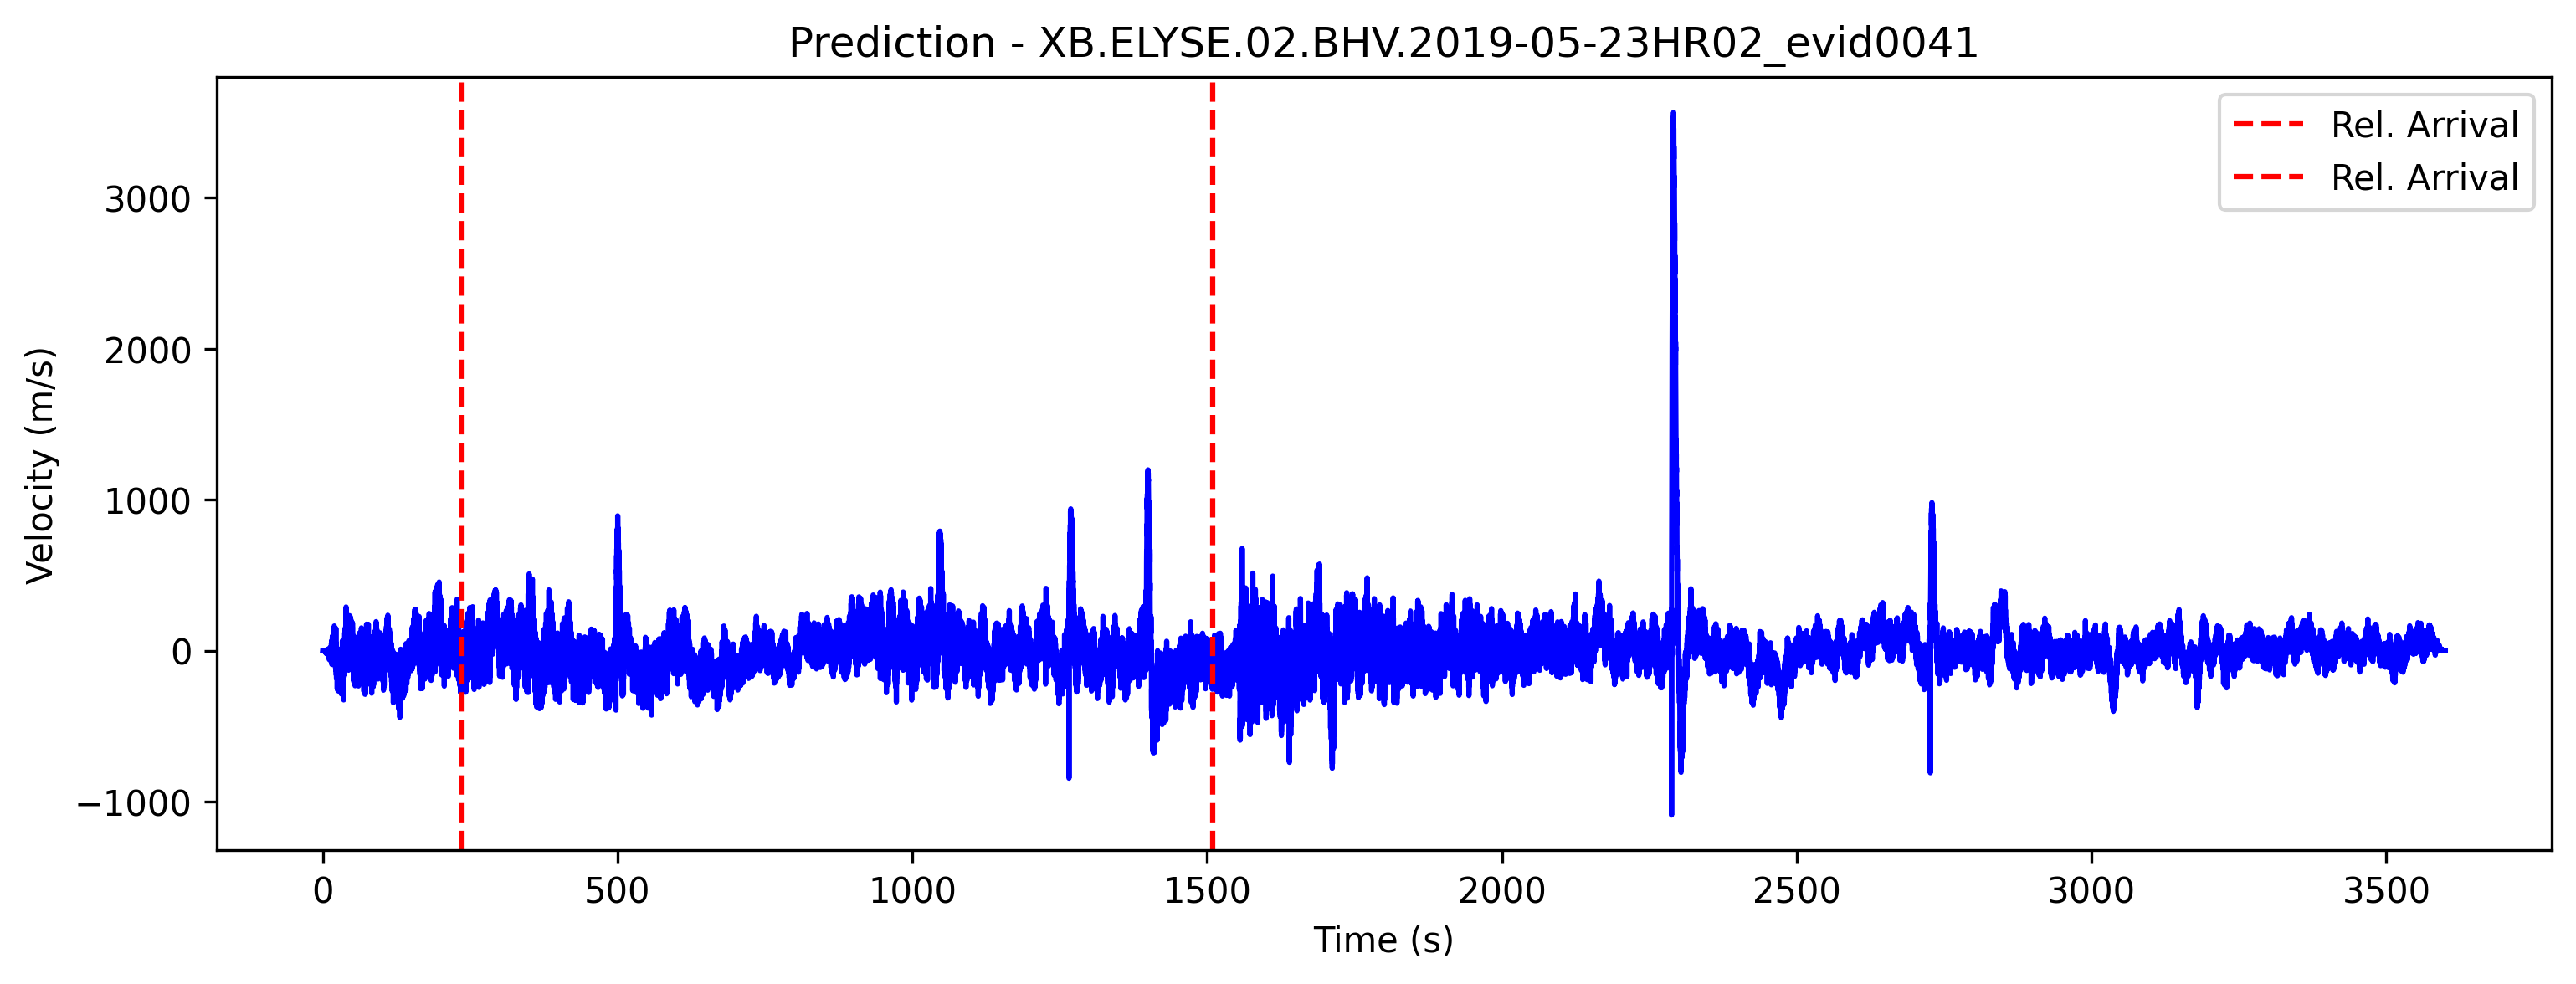 Prediction - XB.ELYSE.02.BHV.2019-05-23HR02_evid0041
Rel. Arrival
Rel. Arrival
Velocity (m/s)
3000
2000
1000
0
−1000
0 500 1000 1500 2000 2500 3000 3500
Time (s)